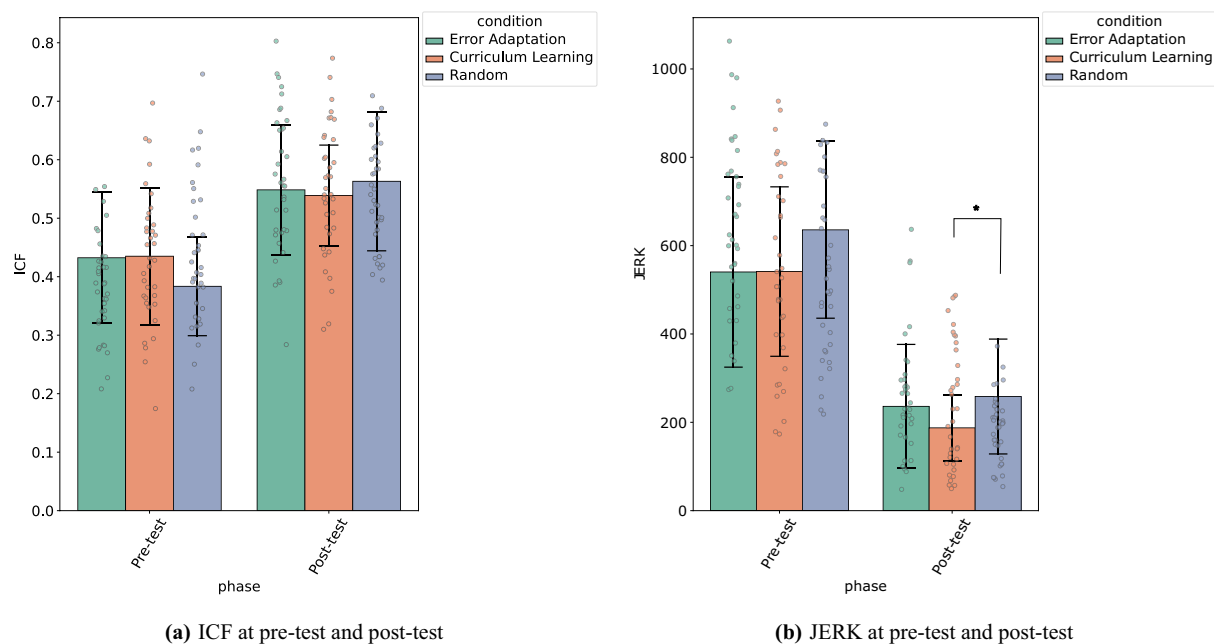 condition
Error Adaptation
Curriculum Learning
Random
0.8
0.7
0.6
0.5
0.4
0.3
0.2
0.1
0.0
ICF
Pre-test
Post-test
phase
(a) ICF at pre-test and post-test
condition
Error Adaptation
Curriculum Learning
Random
1000
800
600
400
200
0
JERK
*
Pre-test
Post-test
phase
(b) JERK at pre-test and post-test